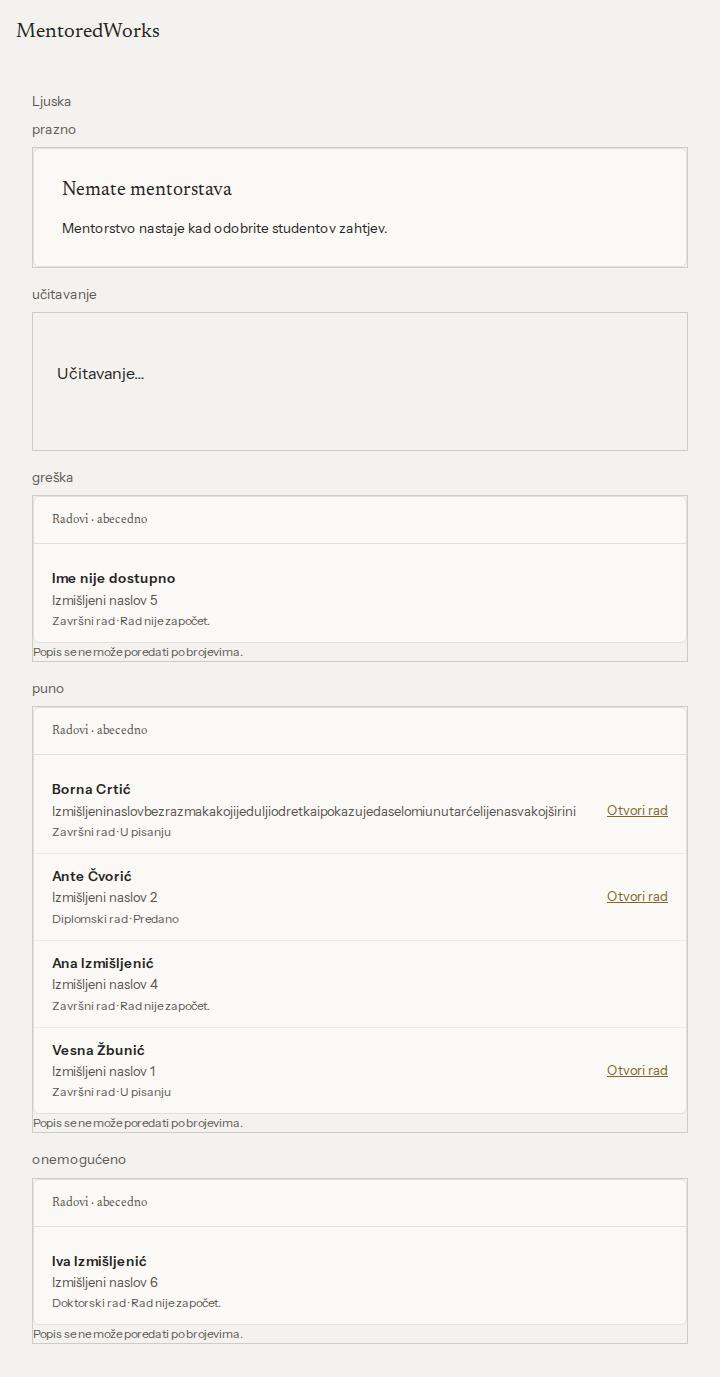 MentoredWorks
Ljuska
prazno
Nemate mentorstava
Mentorstvo nastaje kad odobrite studentov zahtjev.
učitavanje
Učitavanje…
greška
Radovi · abecedno
Ime nije dostupno
Izmišljeni naslov 5
Završni rad · Rad nije započet.
Popis se ne može poredati po brojevima.
puno
Radovi · abecedno
Borna Crtić
Izmišljeninaslovbezrazmakakojijeduljiodretkaipokazujedaselomiunutarćelijenasvakojširini
Otvori rad
Završni rad · U pisanju
Ante Čvorić
Izmišljeni naslov 2
Otvori rad
Diplomski rad · Predano
Ana Izmišljenić
Izmišljeni naslov 4
Završni rad · Rad nije započet.
Vesna Žbunić
Izmišljeni naslov 1
Otvori rad
Završni rad · U pisanju
Popis se ne može poredati po brojevima.
onemogućeno
Radovi · abecedno
Iva Izmišljenić
Izmišljeni naslov 6
Doktorski rad · Rad nije započet.
Popis se ne može poredati po brojevima.